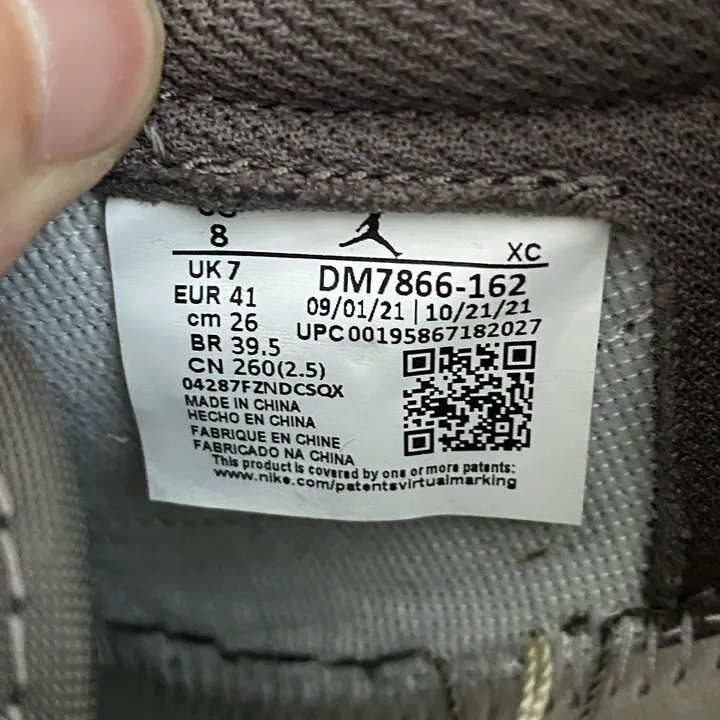 US
8
XC
UK 7
DM7866-162
EUR 41
09/01/21 | 10/21/21
cm 26
UPC00195867182027
BR 39.5
CN 260(2.5)
04287FZNDCSQX
MADE IN CHINA
HECHO EN CHINA
FABRIQUE EN CHINE
FABRICADO NA CHINA
This product is covered by one or more patents:
www.nike.com/patentsvirtualmarking